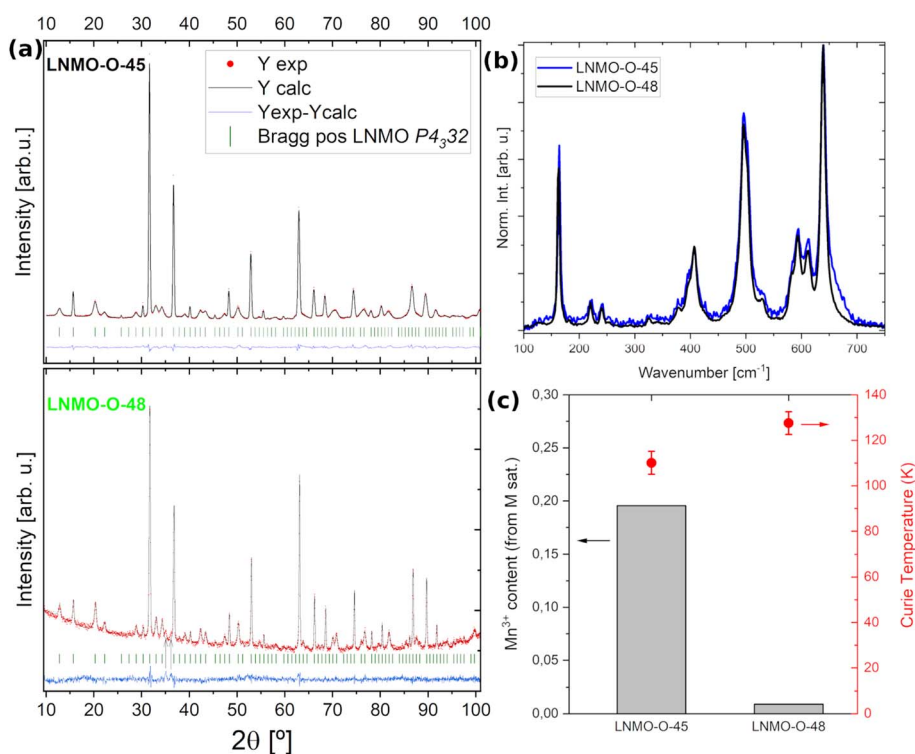 10 20 30 40 50 60 70 80 90 100
(a)
LNMO-O-45
Y exp
Y calc
Yexp-Ycalc
Bragg pos LNMO P4₃32
Intensity [arb. u.]
LNMO-O-48
Intensity [arb. u.]
10 20 30 40 50 60 70 80 90 100
2θ [º]
(b)
LNMO-O-45
LNMO-O-48
Norm. Int. [arb. u.]
100 200 300 400 500 600 700
Wavenumber [cm⁻¹]
(c)
0,30
0,25
0,20
0,15
0,10
0,05
0,00
Mn³⁺ content (from M sat.)
140
120
100
80
60
40
20
0
Curie Temperature (K)
LNMO-O-45 LNMO-O-48